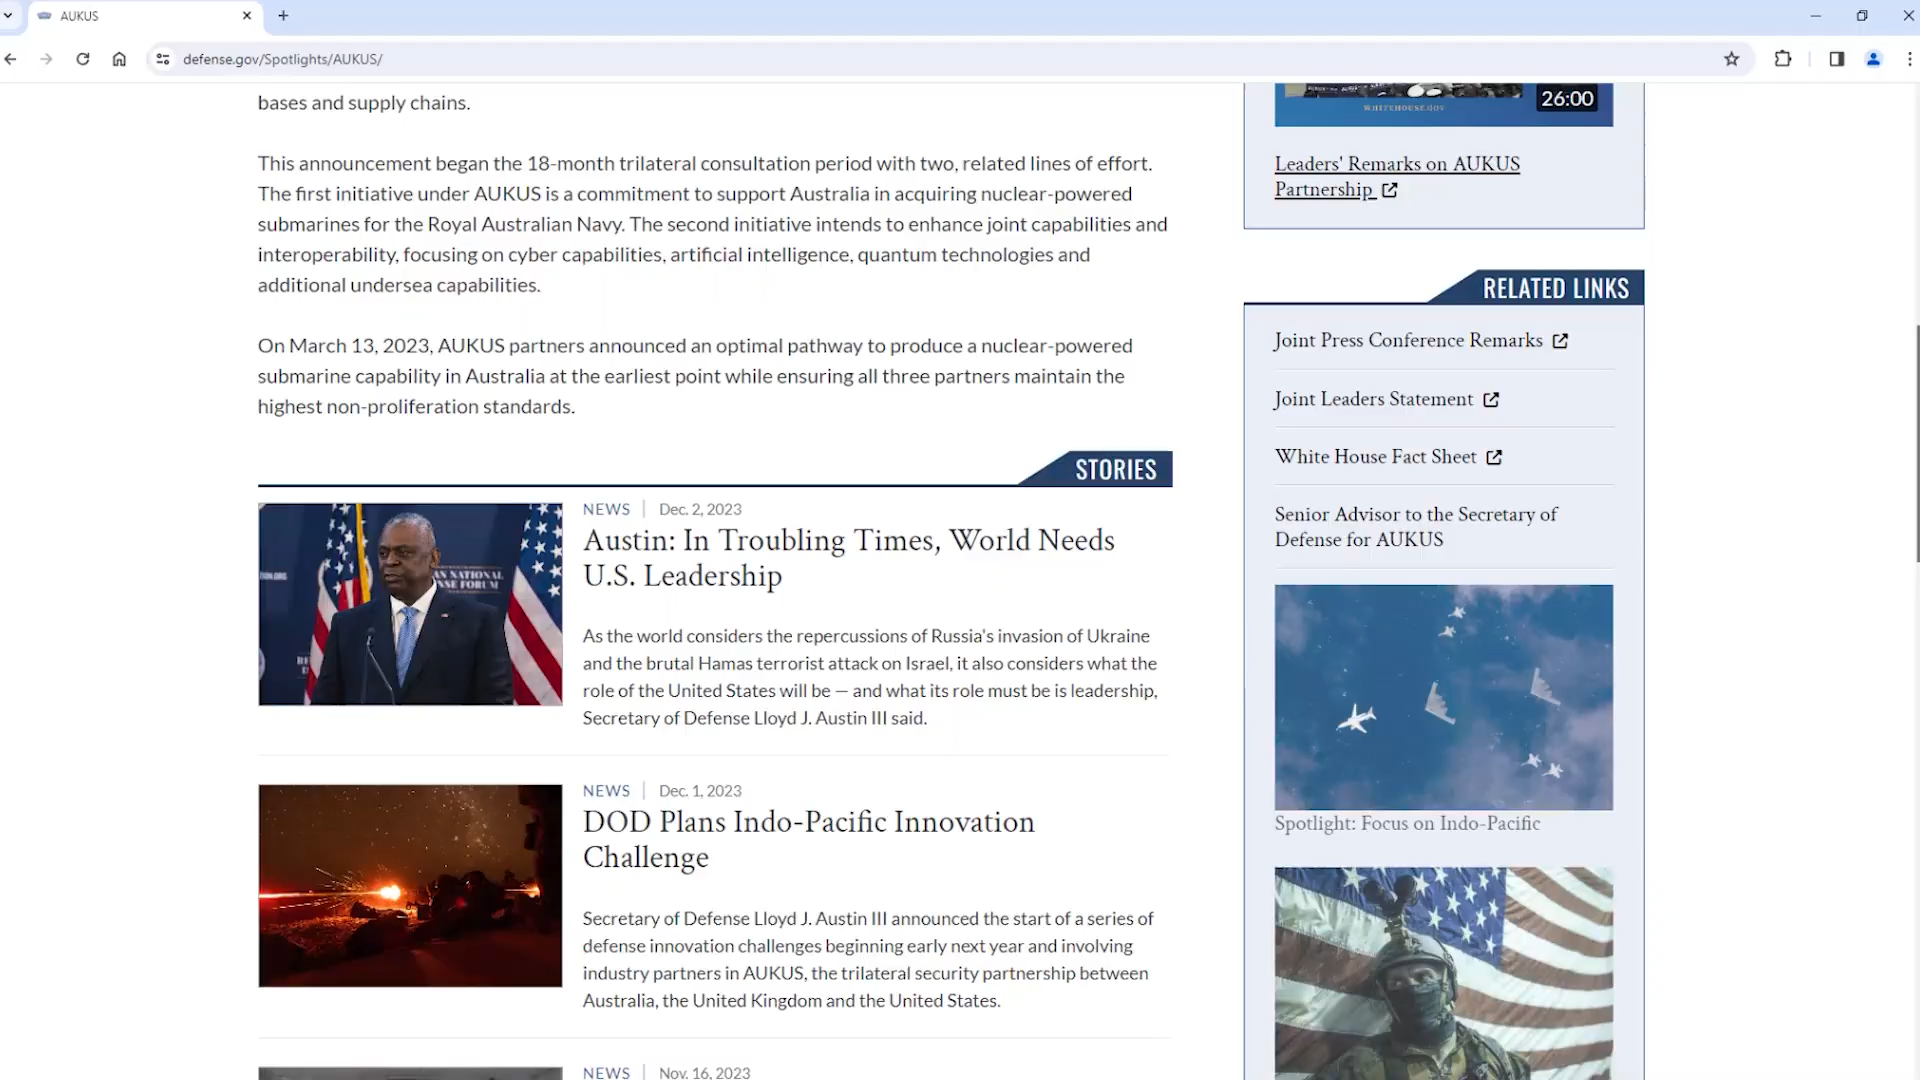 AUKUS
defense.gov/Spotlights/AUKUS/
bases and supply chains.
This announcement began the 18-month trilateral consultation period with two, related lines of effort.
The first initiative under AUKUS is a commitment to support Australia in acquiring nuclear-powered
submarines for the Royal Australian Navy. The second initiative intends to enhance joint capabilities and
interoperability, focusing on cyber capabilities, artificial intelligence, quantum technologies and
additional undersea capabilities.
On March 13, 2023, AUKUS partners announced an optimal pathway to produce a nuclear-powered
submarine capability in Australia at the earliest point while ensuring all three partners maintain the
highest non-proliferation standards.
STORIES
NEWS | Dec. 2, 2023
Austin: In Troubling Times, World Needs
U.S. Leadership
As the world considers the repercussions of Russia's invasion of Ukraine
and the brutal Hamas terrorist attack on Israel, it also considers what the
role of the United States will be — and what its role must be is leadership,
Secretary of Defense Lloyd J. Austin III said.
NEWS | Dec. 1, 2023
DOD Plans Indo-Pacific Innovation
Challenge
Secretary of Defense Lloyd J. Austin III announced the start of a series of
defense innovation challenges beginning early next year and involving
industry partners in AUKUS, the trilateral security partnership between
Australia, the United Kingdom and the United States.
NEWS | Nov. 16, 2023
WHITEHOUSE.GOV
26:00
Leaders' Remarks on AUKUS
Partnership
RELATED LINKS
Joint Press Conference Remarks
Joint Leaders Statement
White House Fact Sheet
Senior Advisor to the Secretary of
Defense for AUKUS
Spotlight: Focus on Indo-Pacific